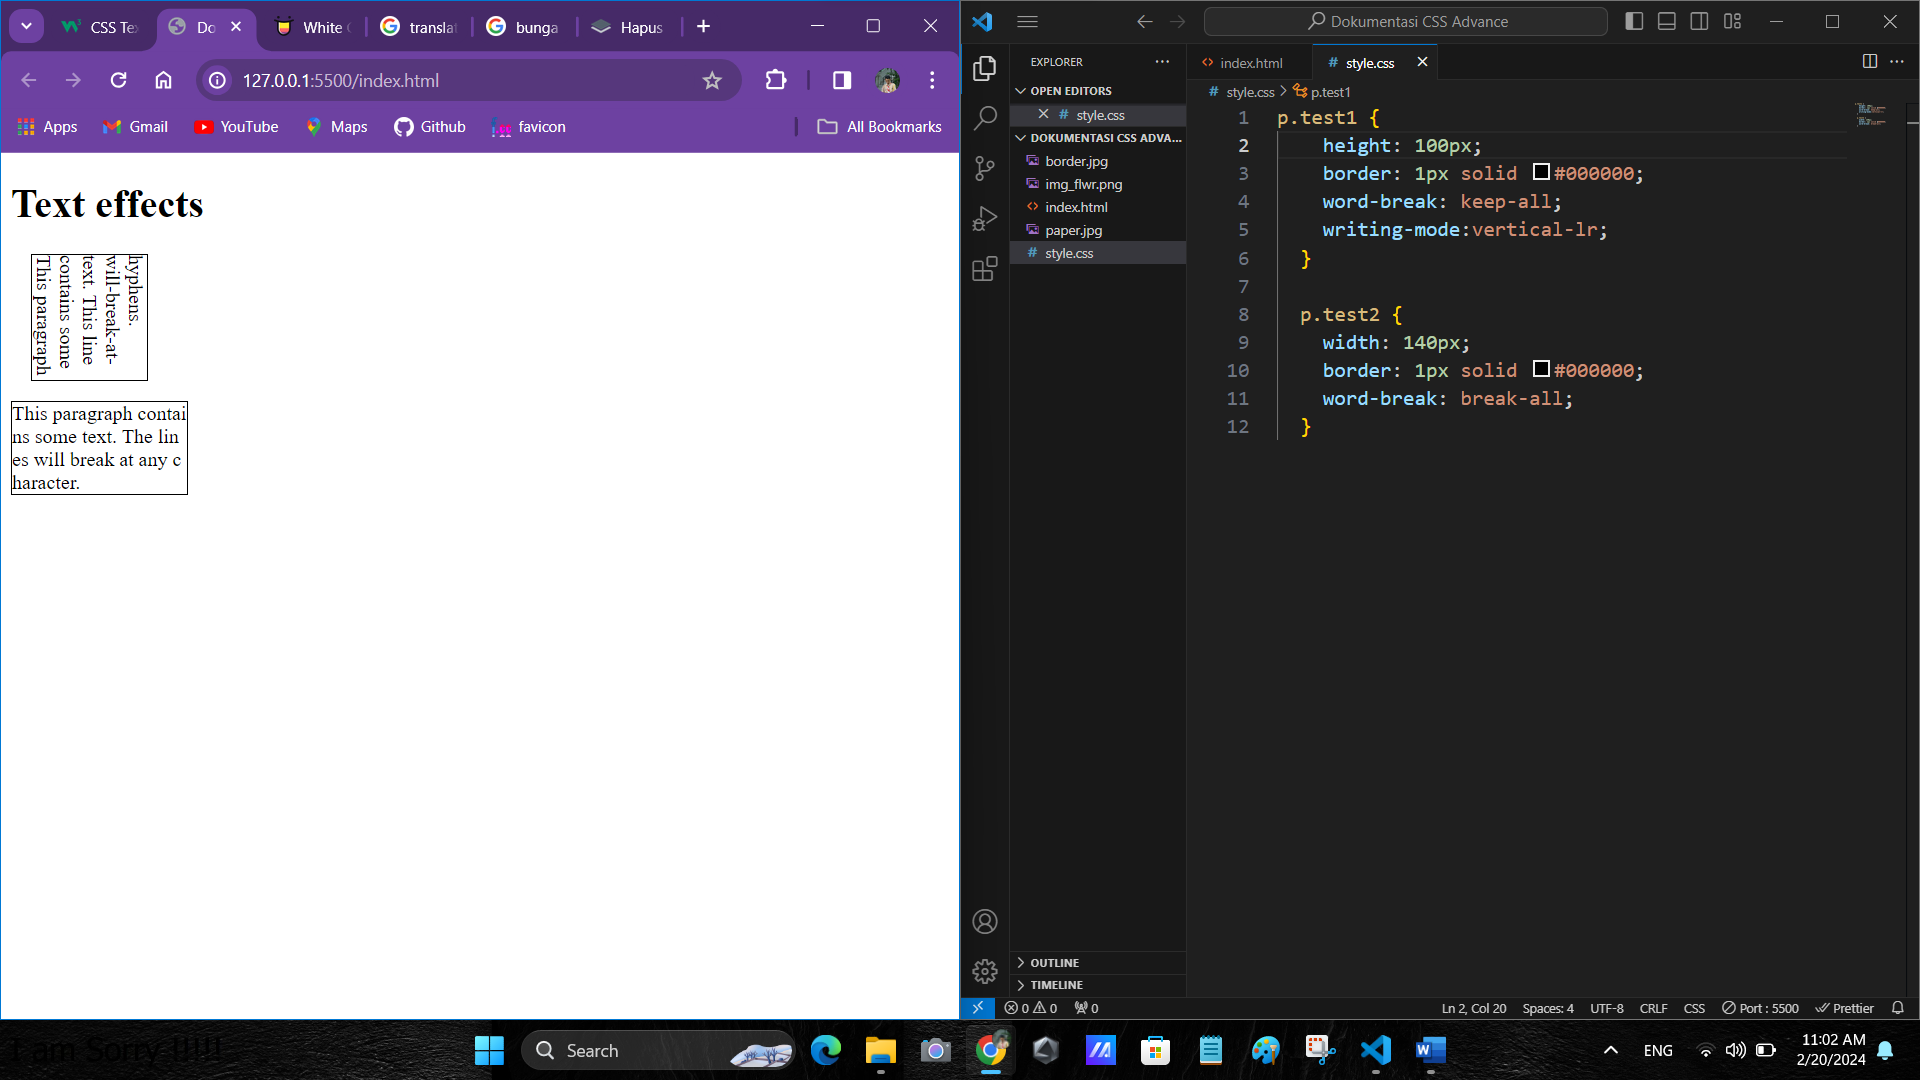 CSS Te
Do
White
translat
bunga
Hapus
127.0.0.1:5500/index.html
Apps
Gmail
YouTube
Maps
Github
favicon
All Bookmarks
Text effects
This paragraph
contains some
text. This line
will-break-at-
hyphens.
This paragraph contai
ns some text. The lin
es will break at any c
haracter.
Dokumentasi CSS Advance
EXPLORER
OPEN EDITORS
# style.css
DOKUMENTASI CSS ADVA...
border.jpg
img_flwr.png
<> index.html
paper.jpg
# style.css
OUTLINE
TIMELINE
<> index.html
# style.css
# style.css > p.test1
1 p.test1 {
2 height: 100px;
3 border: 1px solid #000000;
4 word-break: keep-all;
5 writing-mode:vertical-lr;
6 }
7
8 p.test2 {
9 width: 140px;
10 border: 1px solid #000000;
11 word-break: break-all;
12 }
0 0 0
Ln 2, Col 20
Spaces: 4
UTF-8
CRLF
CSS
Port : 5500
Prettier
Search
ENG
11:02 AM
2/20/2024